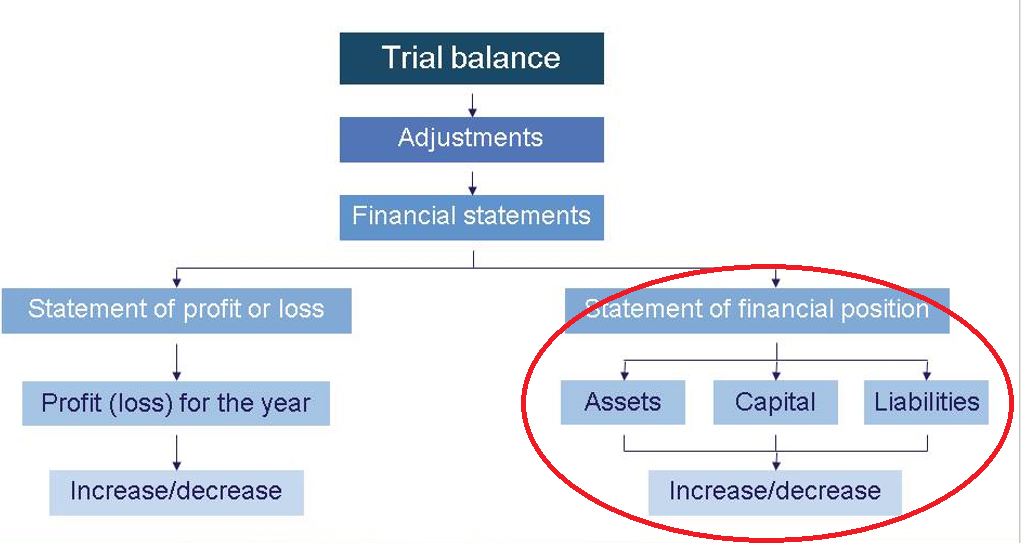 Trial balance
Adjustments
Financial statements
Statement of profit or loss
Statement of financial position
Profit (loss) for the year
Assets
Capital
Liabilities
Increase/decrease
Increase/decrease